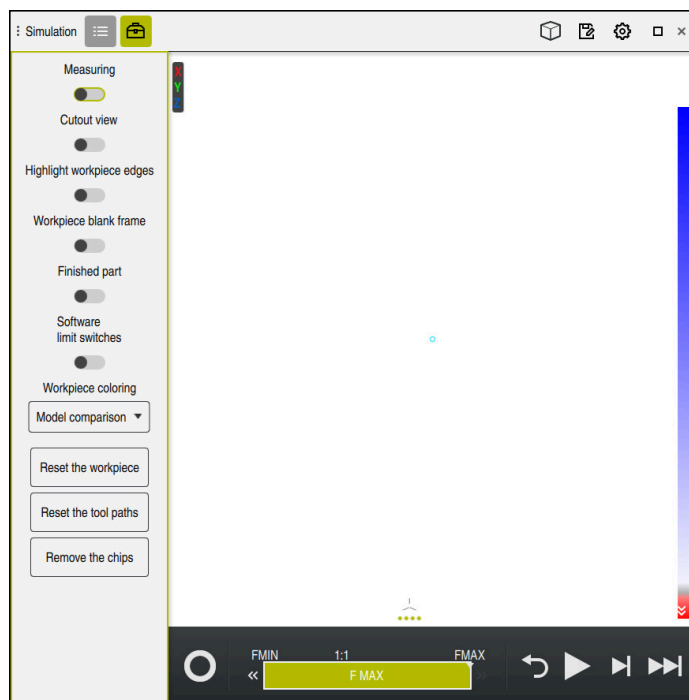 Simulation
Measuring
X
Y
Z
Cutout view
Highlight workpiece edges
Workpiece blank frame
Finished part
Software
limit switches
Workpiece coloring
Model comparison
Reset the workpiece
Reset the tool paths
Remove the chips
FMIN 1:1 FMAX
F MAX